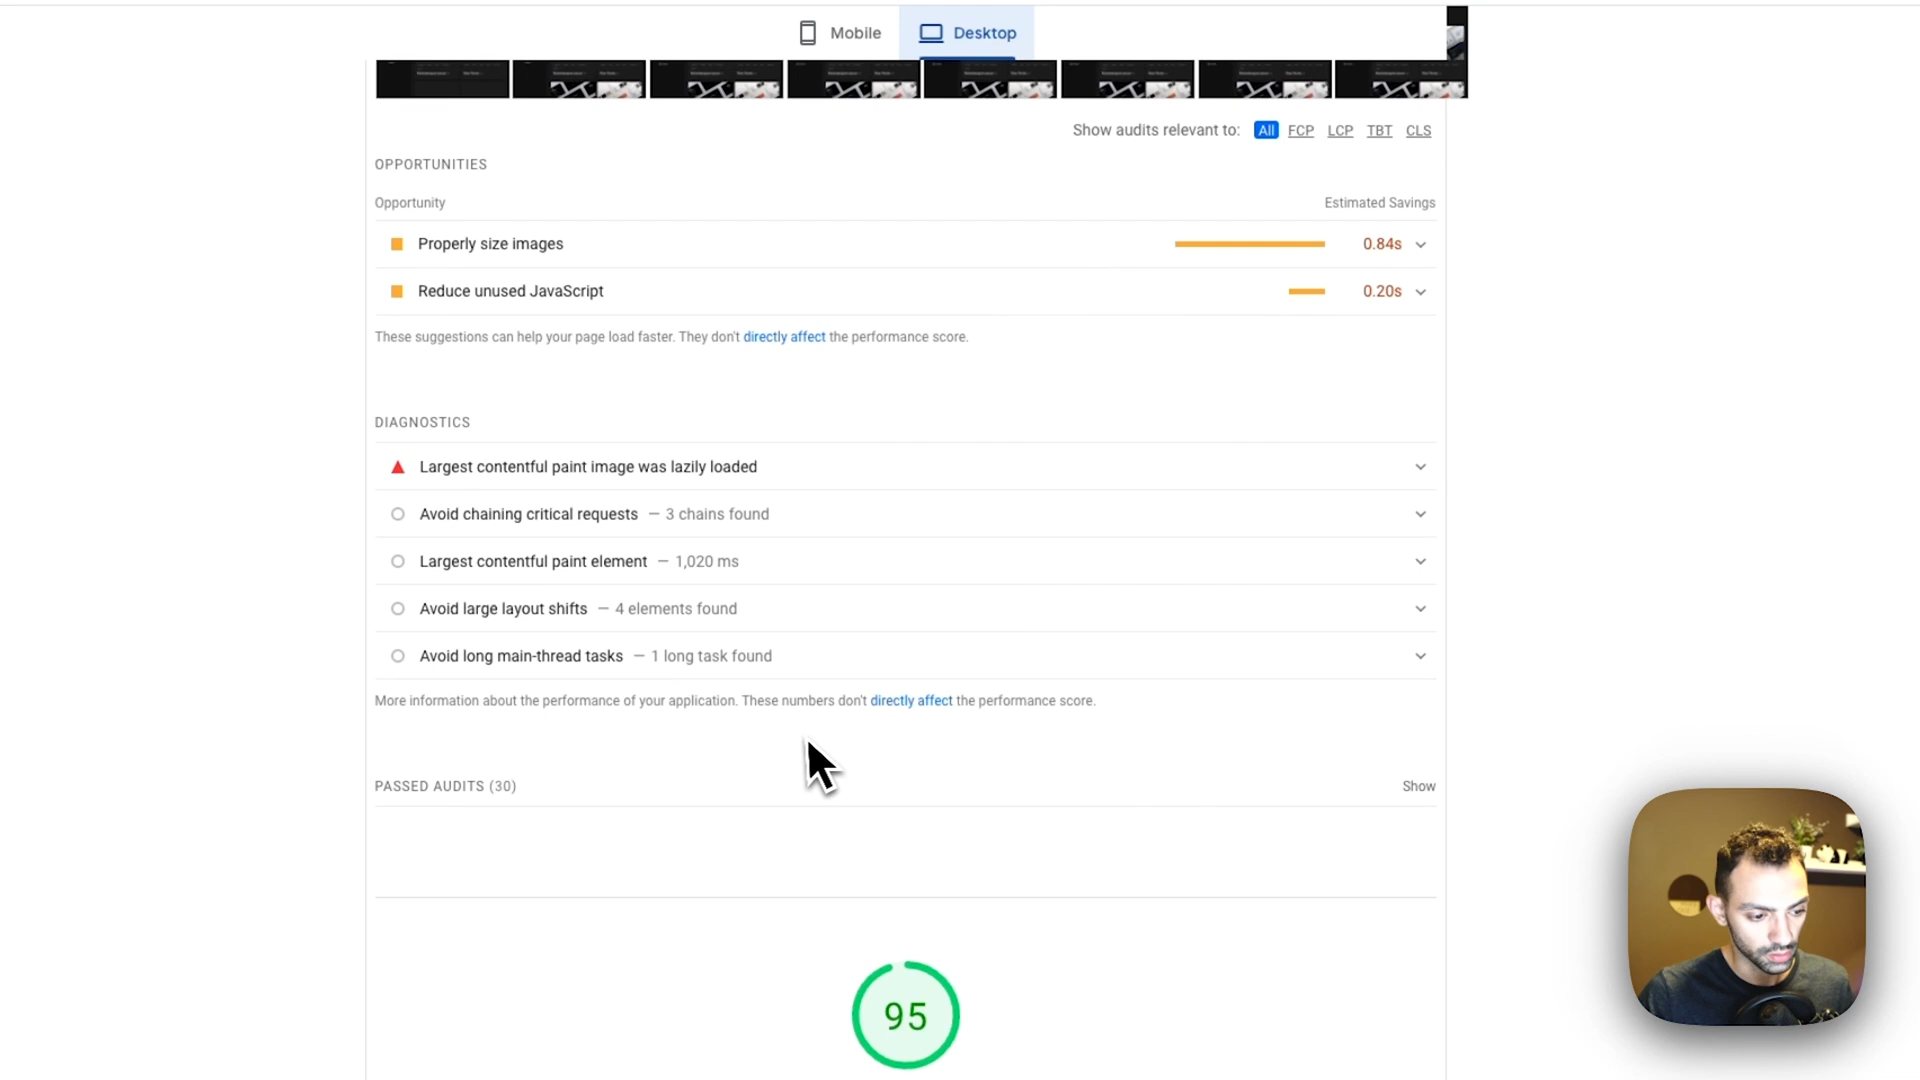 Mobile
Desktop
Show audits relevant to: All FCP LCP TBT CLS
OPPORTUNITIES
Opportunity Estimated Savings
Properly size images 0.84s
Reduce unused JavaScript 0.20s
These suggestions can help your page load faster. They don't directly affect the performance score.
DIAGNOSTICS
Largest contentful paint image was lazily loaded
Avoid chaining critical requests — 3 chains found
Largest contentful paint element — 1,020 ms
Avoid large layout shifts — 4 elements found
Avoid long main-thread tasks — 1 long task found
More information about the performance of your application. These numbers don't directly affect the performance score.
PASSED AUDITS (30) Show
95